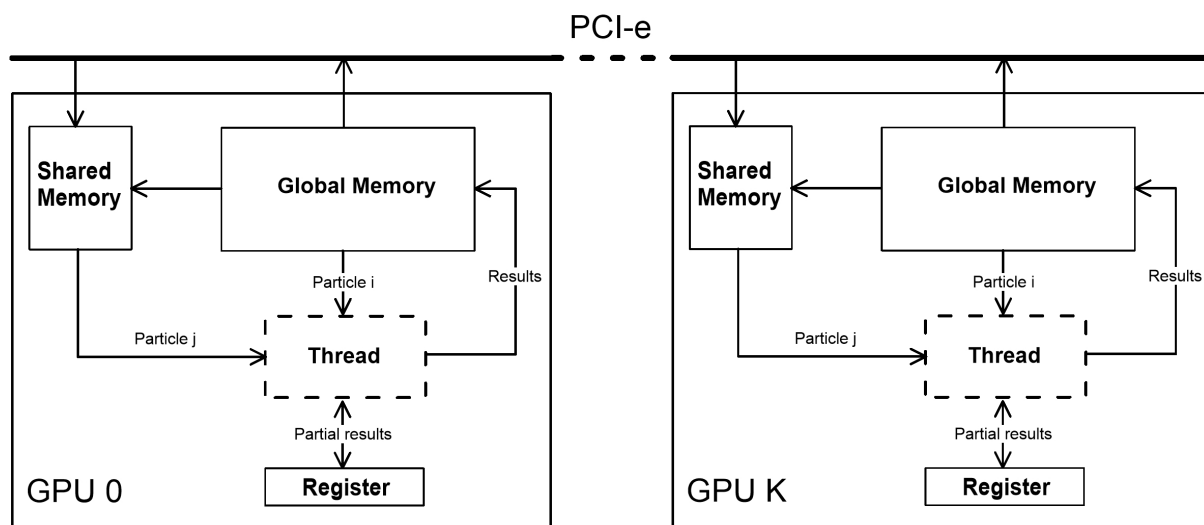 PCI-e
Shared
Memory
Global Memory
Particle i
Results
Particle j
Thread
Partial results
Register
GPU 0
Shared
Memory
Global Memory
Particle i
Results
Particle j
Thread
Partial results
Register
GPU K